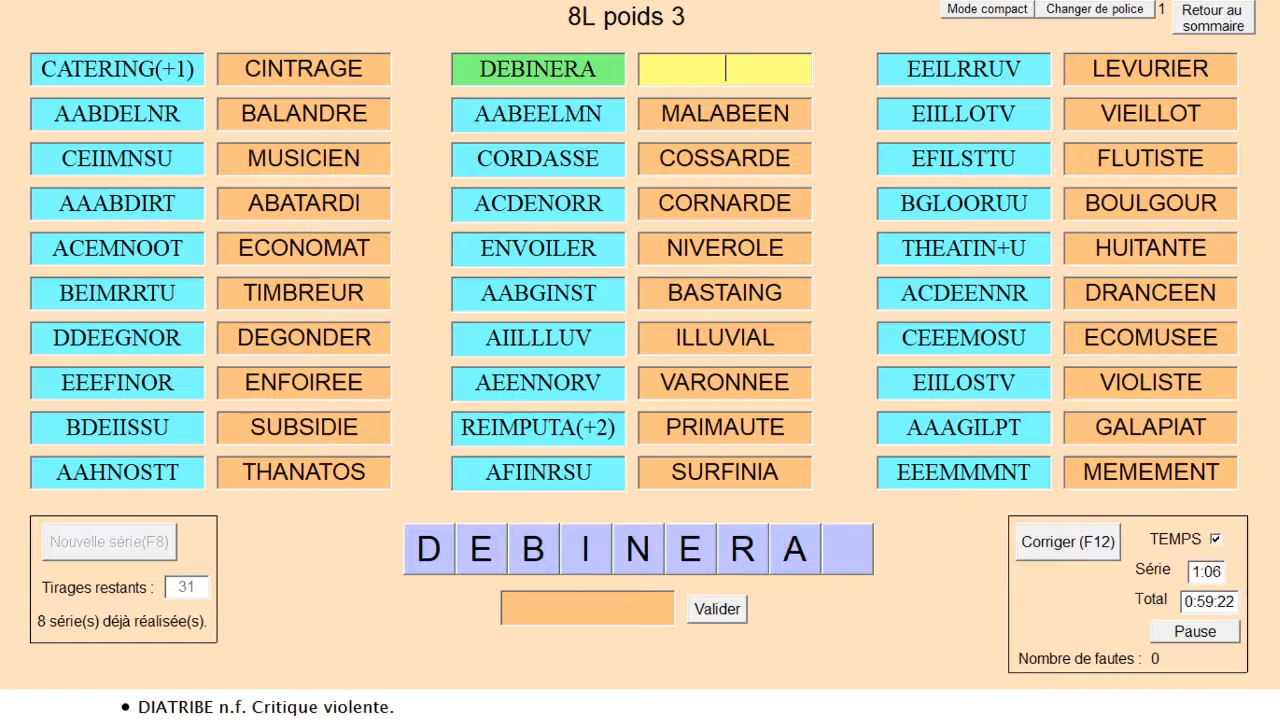 8L poids 3
Mode compact Changer de police 1 Retour au sommaire
CATERING(+1) CINTRAGE DEBINERA EEILRRUV LEVURIER
AABDELNR BALANDRE AABEELMN MALABEEN EIILLOTV VIEILLOT
CEIIMNSU MUSICIEN CORDASSE COSSARDE EFILSTTU FLUTISTE
AAABDIRT ABATARDI ACDENORR CORNARDE BGLOORUU BOULGOUR
ACEMNOOT ECONOMAT ENVOILER NIVEROLE THEATIN+U HUITANTE
BEIMRRTU TIMBREUR AABGINST BASTAING ACDEENNR DRANCEEN
DDEEGNOR DEGONDER AIILLLUV ILLUVIAL CEEEMOSU ECOMUSEE
EEEFINOR ENFOIREE AEENNORV VARONNEE EIILOSTV VIOLISTE
BDEIISSU SUBSIDIE REIMPUTA(+2) PRIMAUTE AAAGILPT GALAPIAT
AAHNOSTT THANATOS AFIINRSU SURFINIA EEEMMMNT MEMEMENT
Nouvelle série(F8)
Tirages restants : 31
8 série(s) déjà réalisée(s).
D E B I N E R A
Valider
Corriger (F12) TEMPS
Série 1:06
Total 0:59:22
Pause
Nombre de fautes : 0
• DIATRIBE n.f. Critique violente.